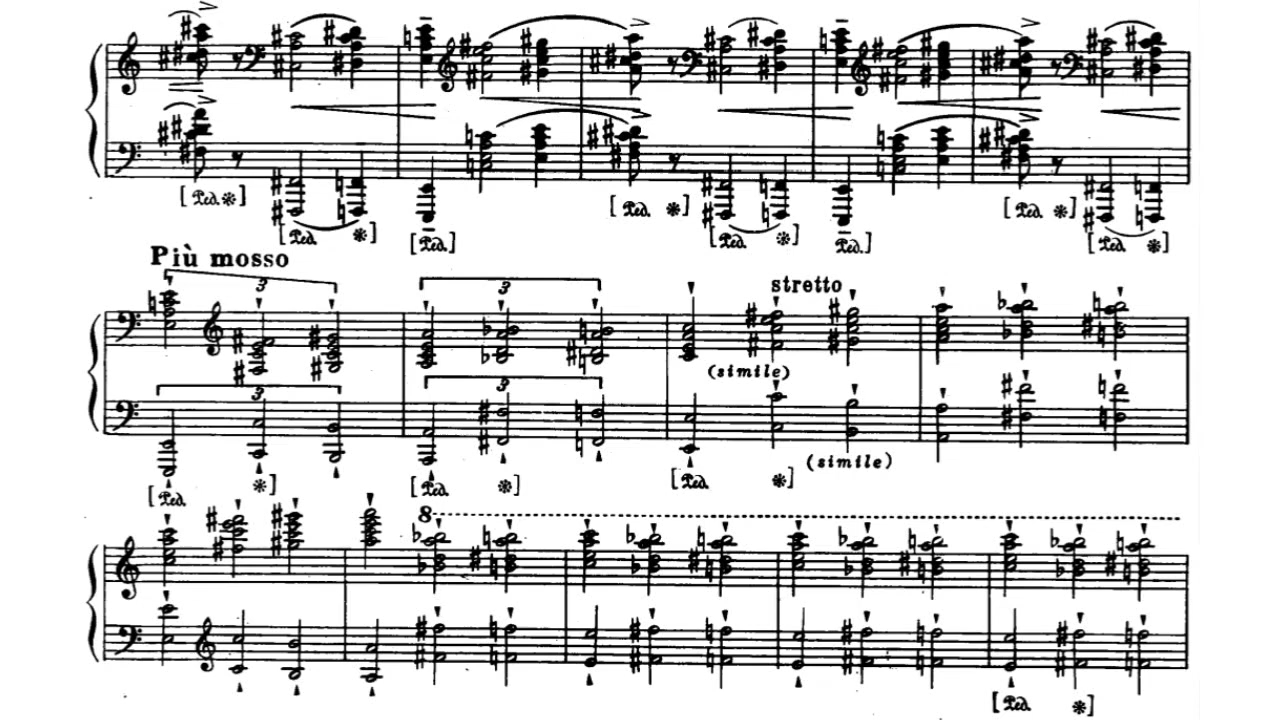 [Ped.*]
[Ped. *] [Ped.] [Ped. *] [Ped. *] [Ped.] [Ped. *] [Ped. *]
Più mosso
3 3 stretto
(simile)
3 3
(simile)
[Ped. *] [Ped. *] [Ped. *]
8
[Ped. *]